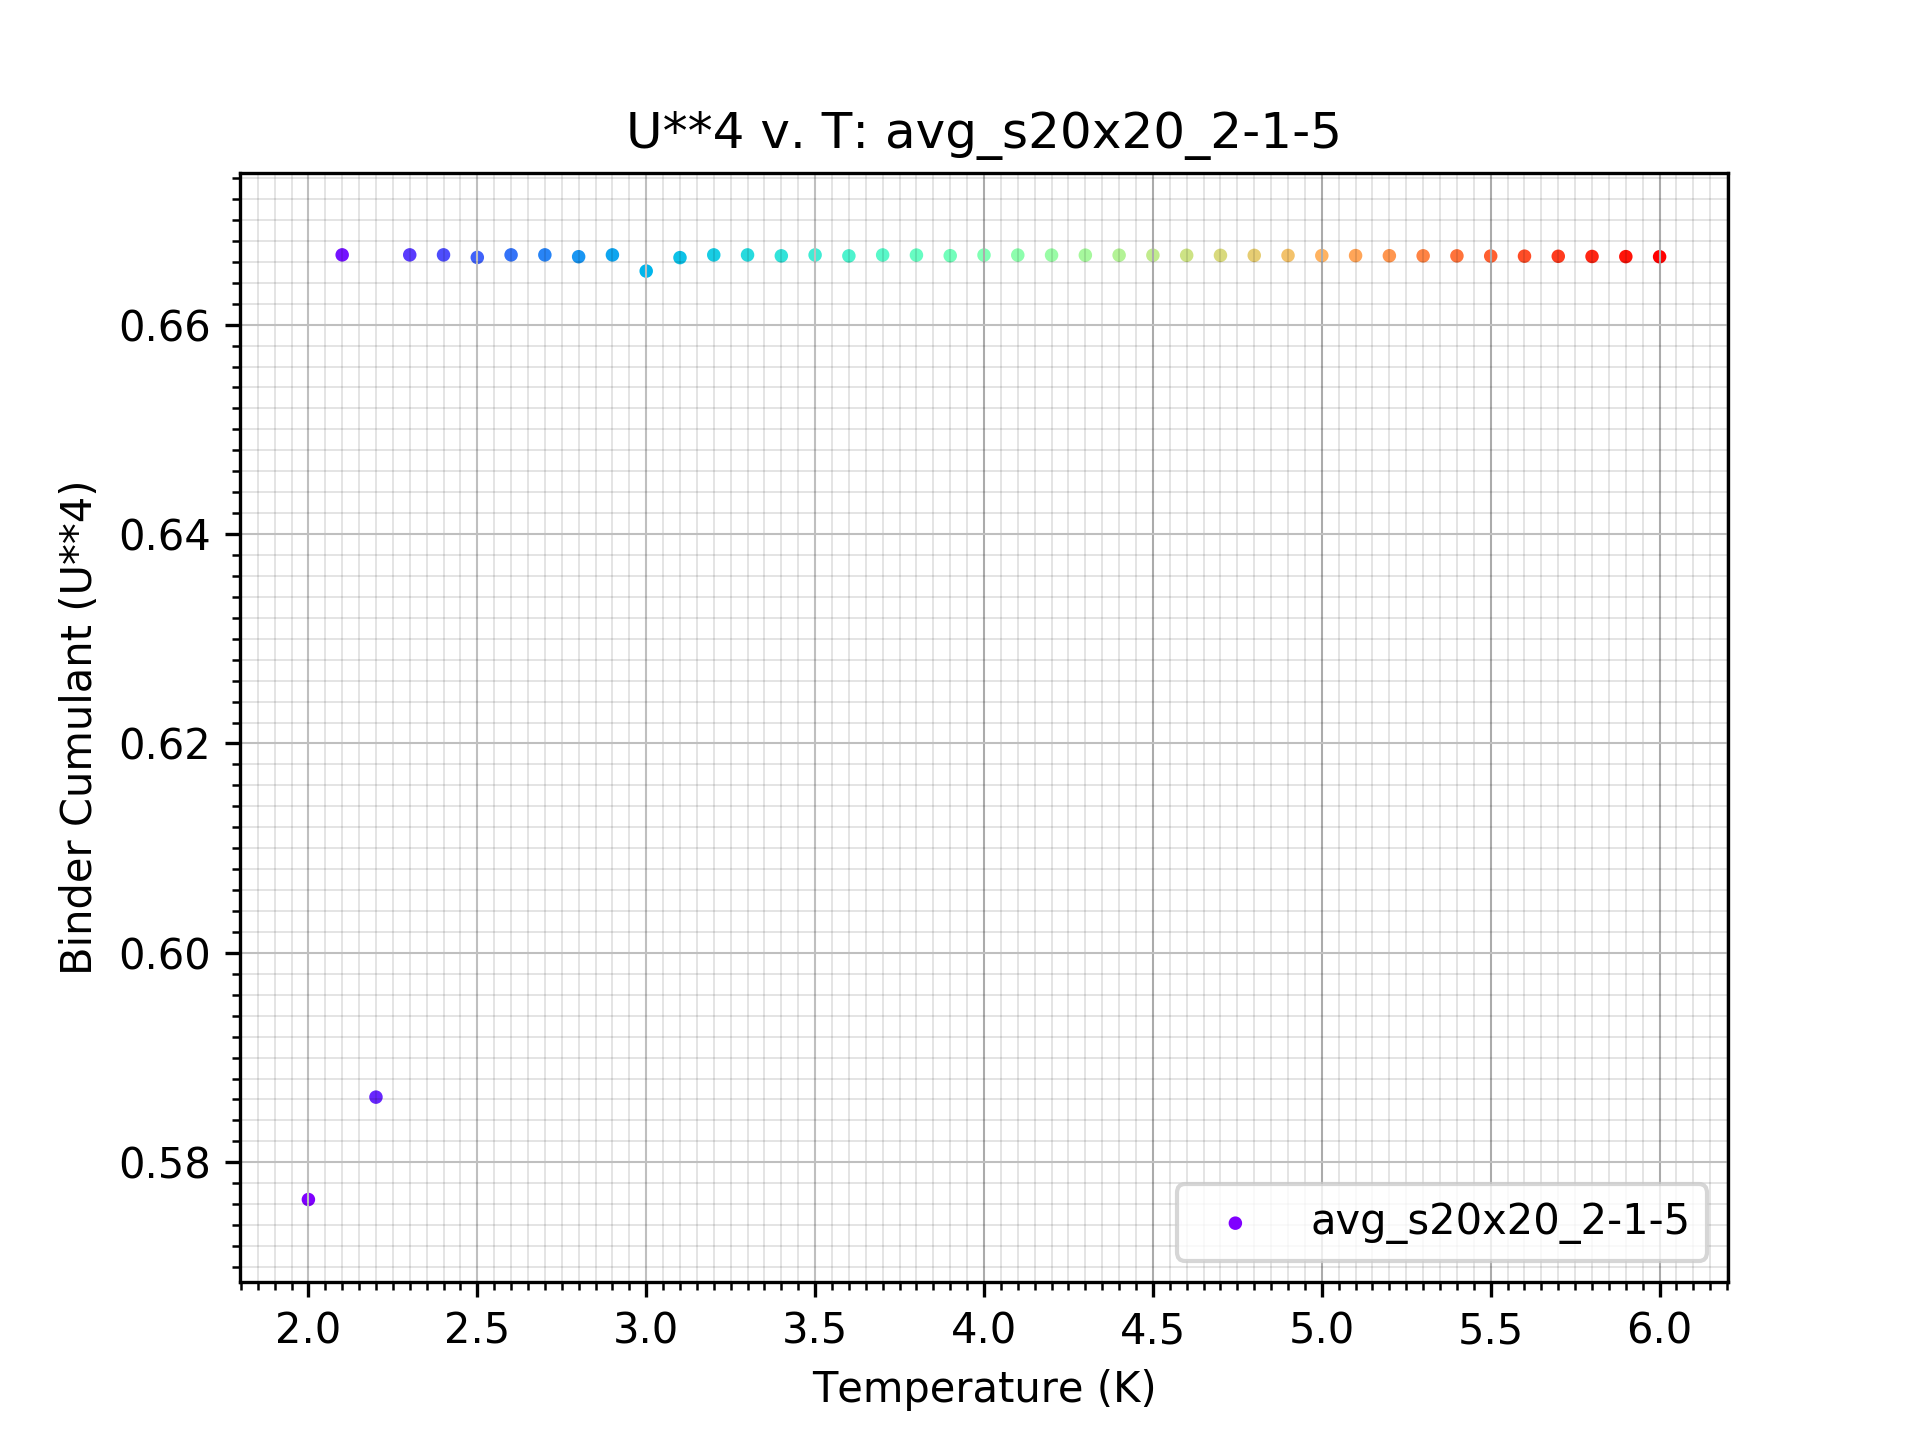 U**4 v. T: avg_s20x20_2-1-5
Binder Cumulant (U**4)
0.66
0.64
0.62
0.60
0.58
avg_s20x20_2-1-5
2.0 2.5 3.0 3.5 4.0 4.5 5.0 5.5 6.0
Temperature (K)